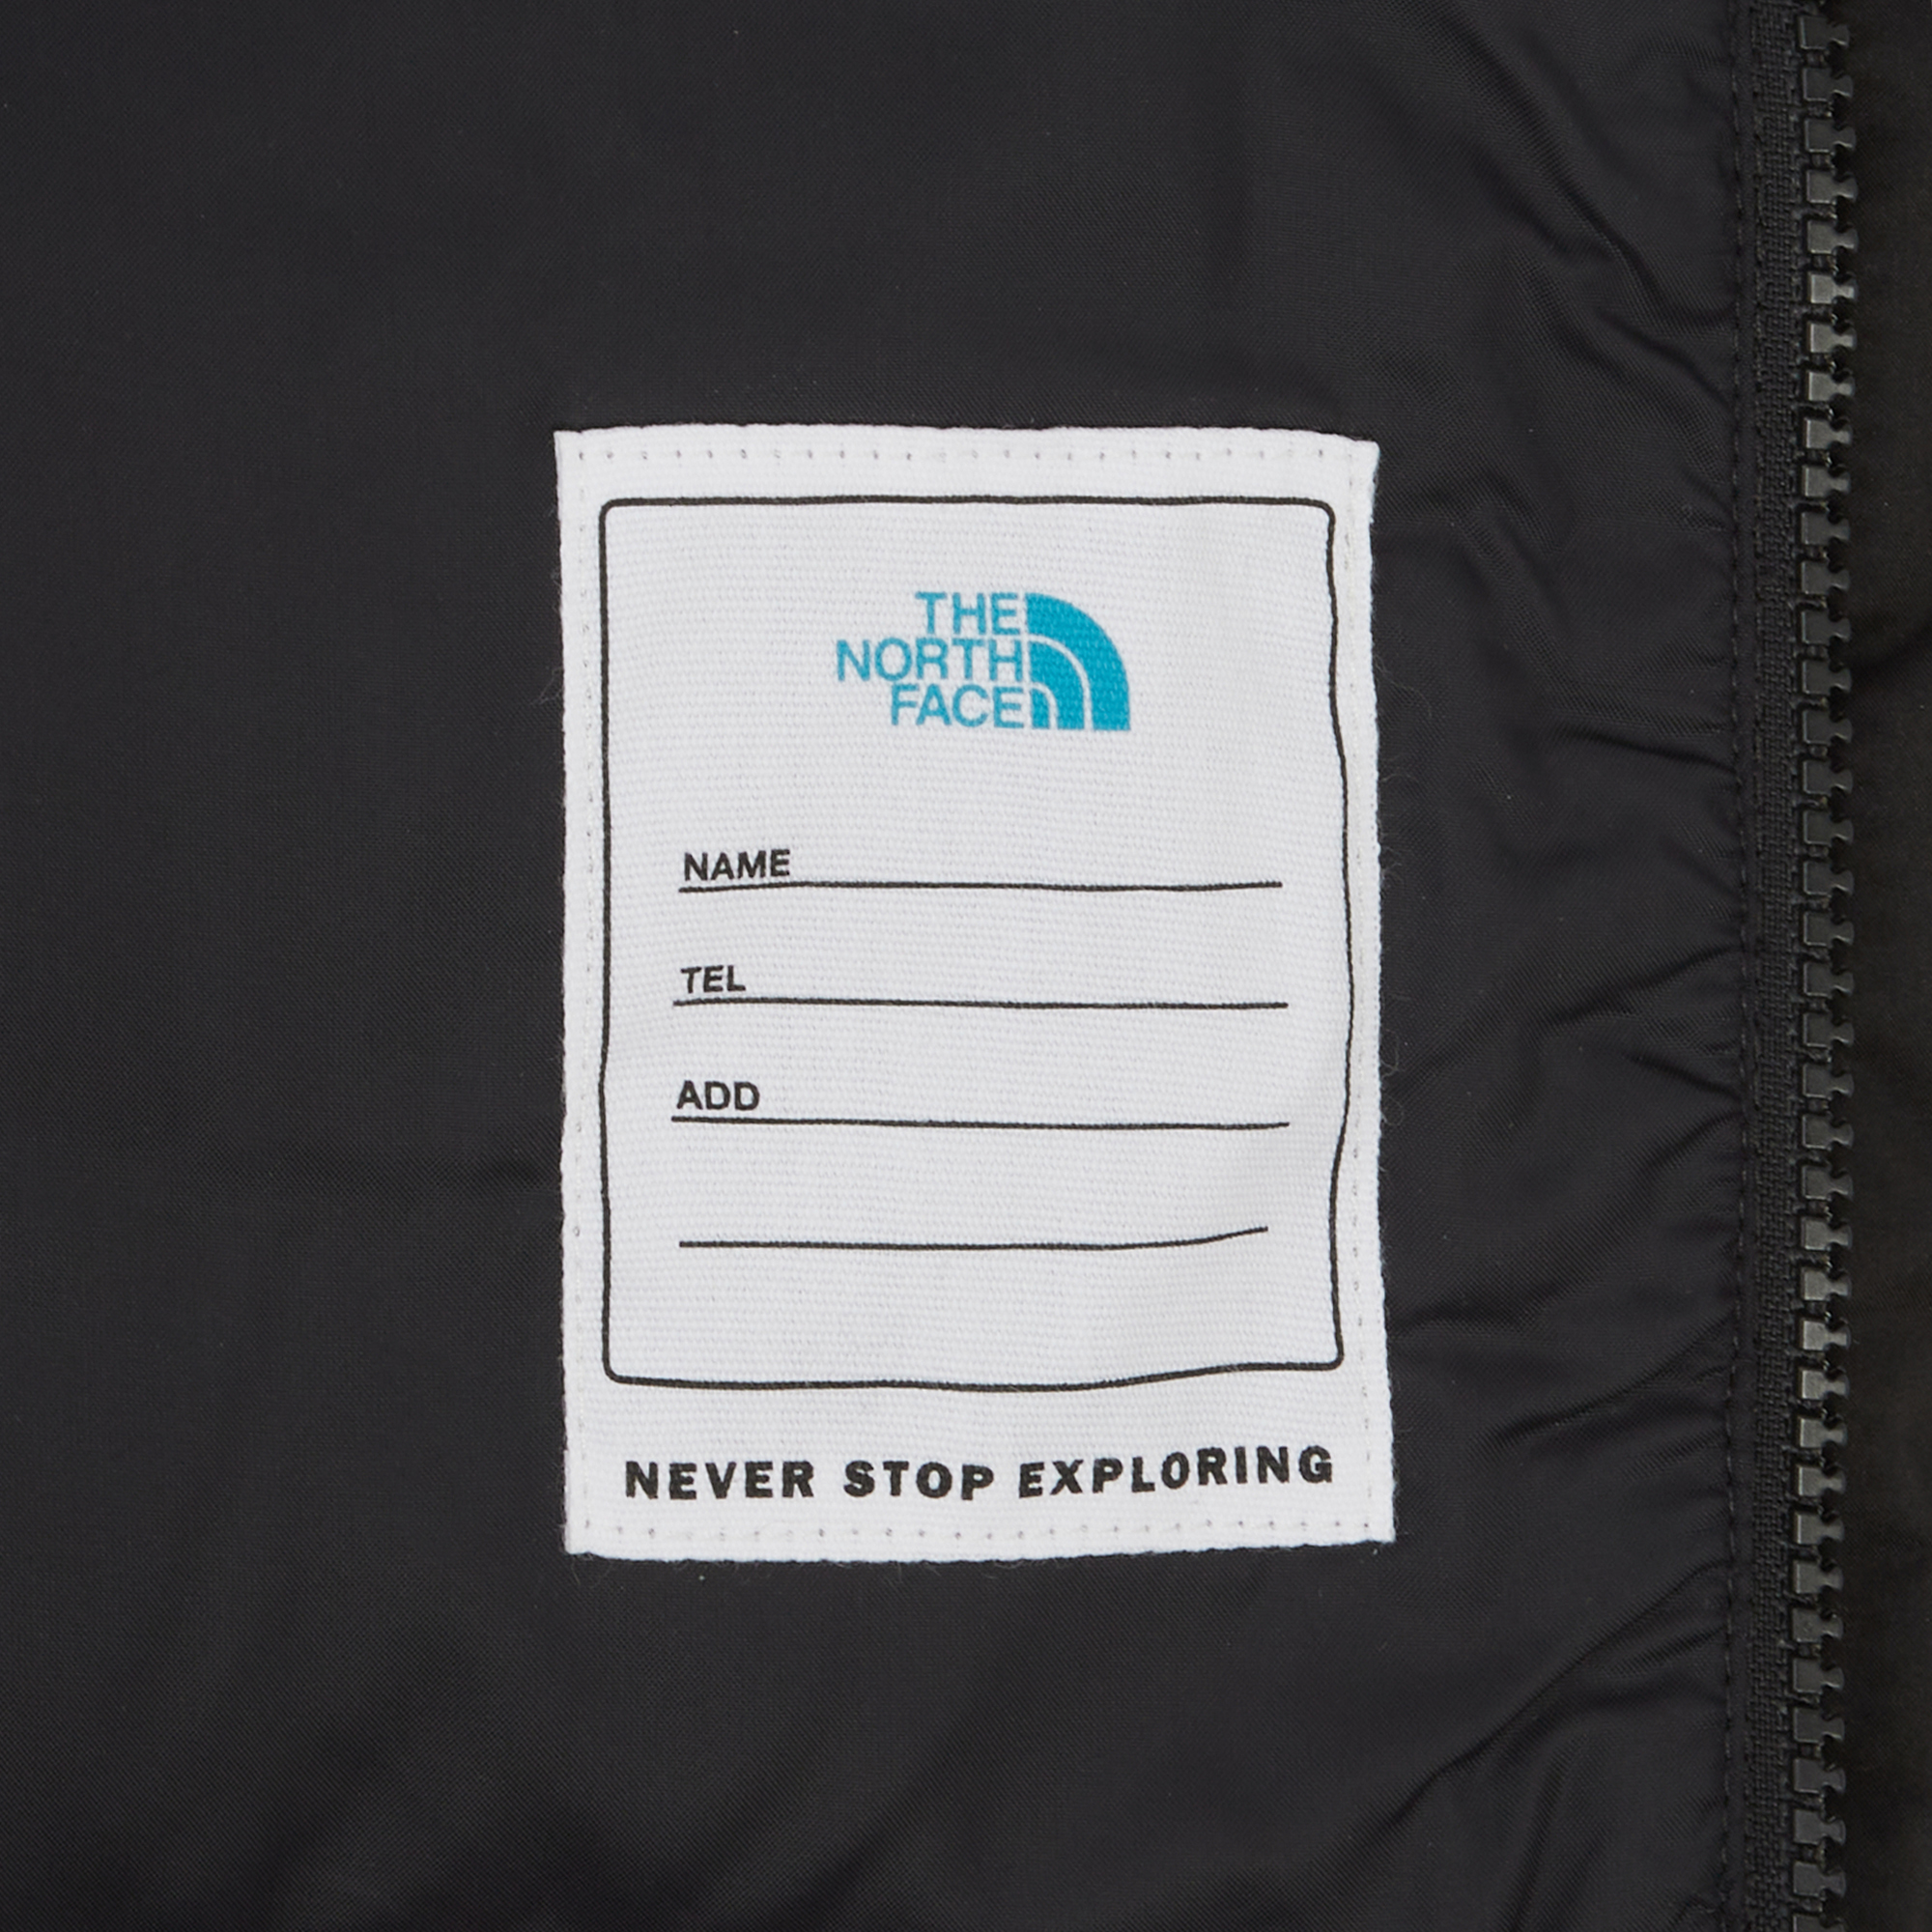 THE
NORTH
FACE
NAME
TEL
ADD
NEVER STOP EXPLORING